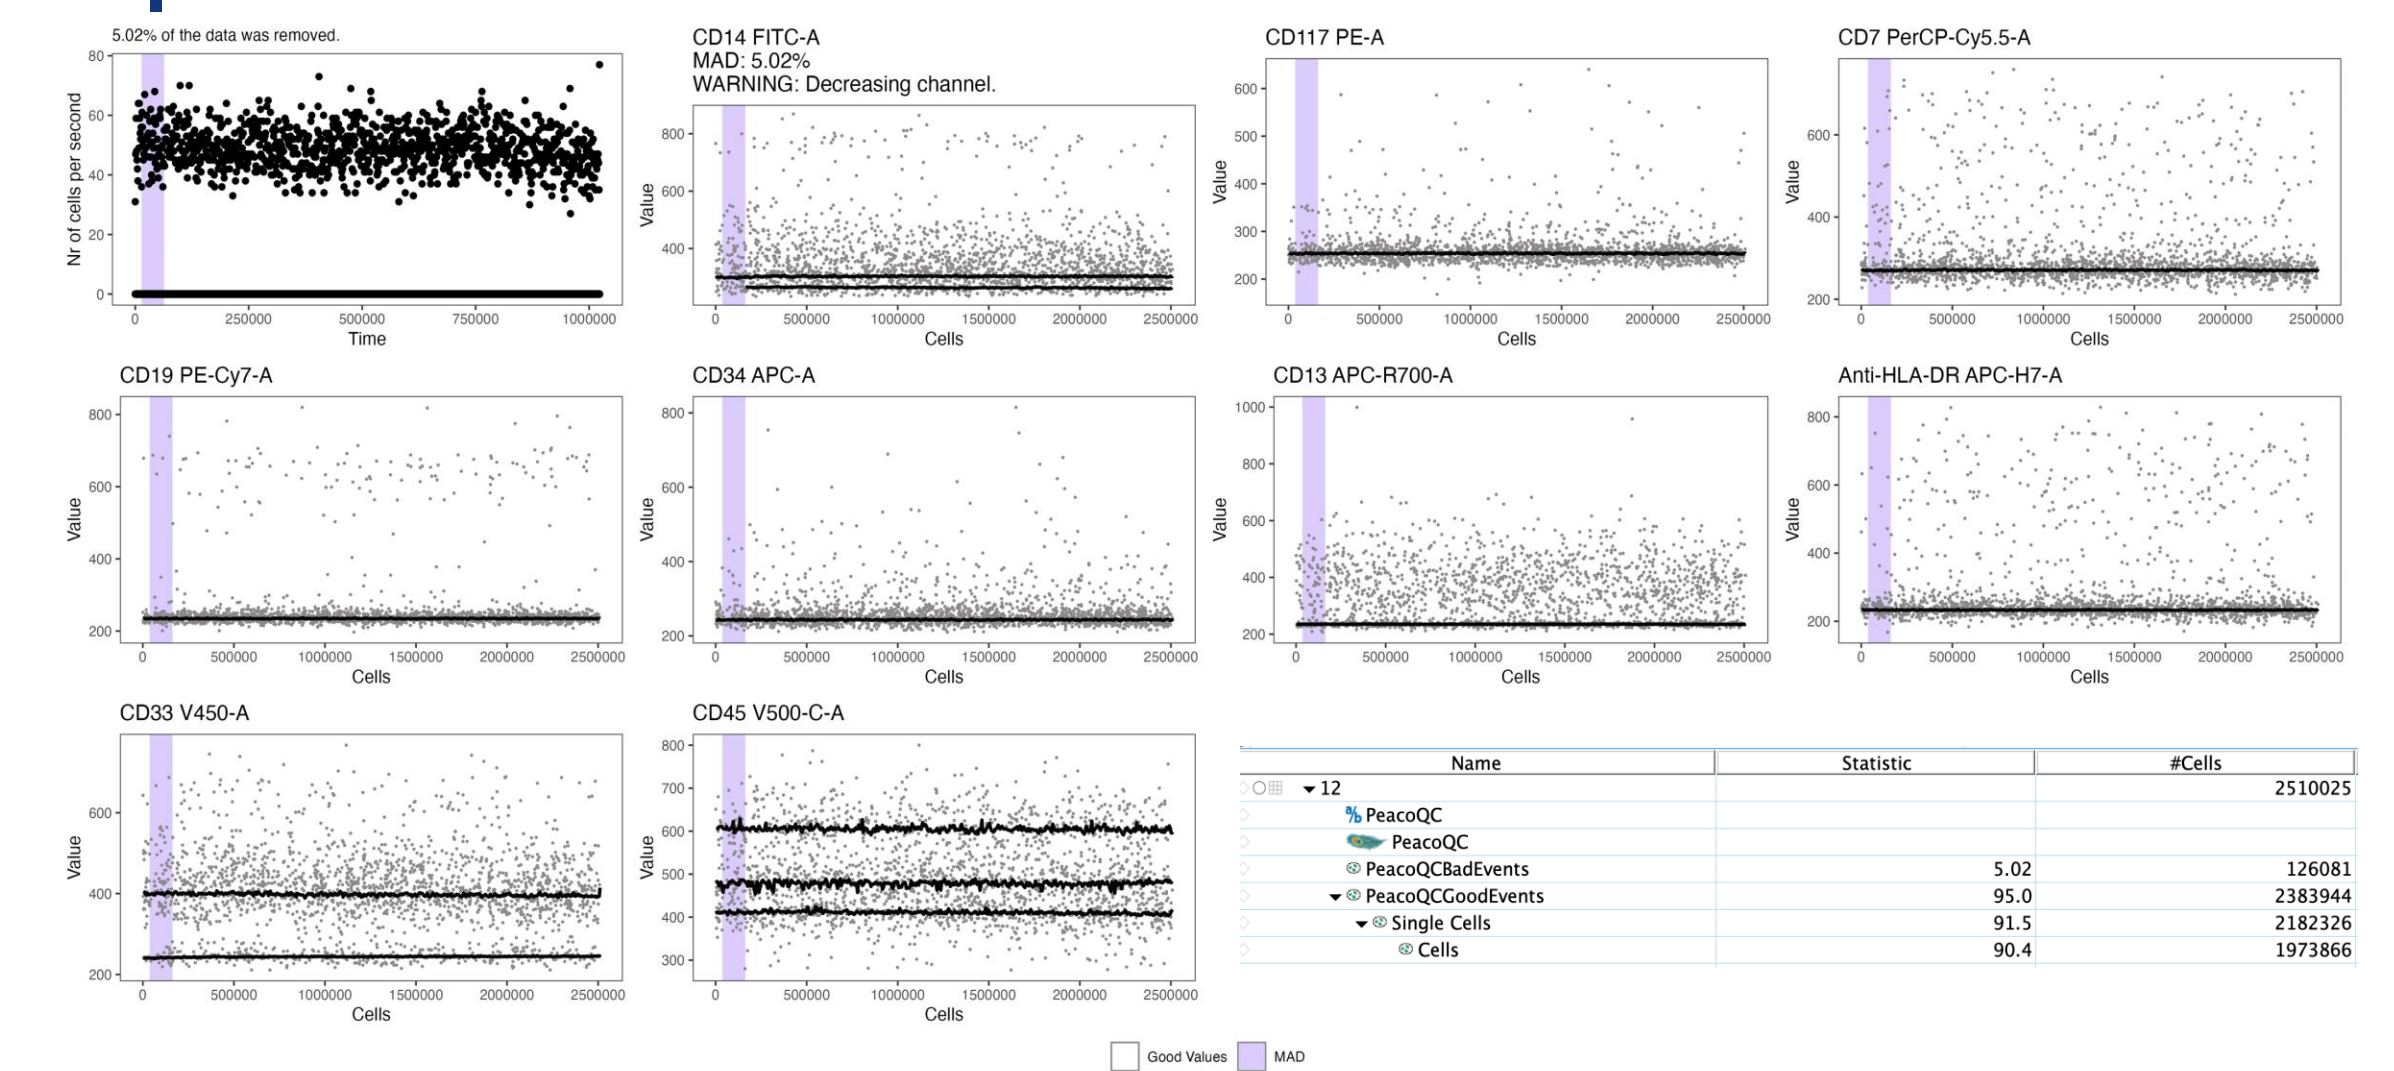 5.02% of the data was removed.
80
60
40
20
0
Nr of cells per second
0 250000 500000 750000 1000000
Time
CD14 FITC-A
MAD: 5.02%
WARNING: Decreasing channel.
800
600
400
Value
0 500000 1000000 1500000 2000000 2500000
Cells
CD117 PE-A
600
500
400
300
200
Value
0 500000 1000000 1500000 2000000 2500000
Cells
CD7 PerCP-Cy5.5-A
600
400
200
Value
0 500000 1000000 1500000 2000000 2500000
Cells
CD19 PE-Cy7-A
800
600
400
200
Value
0 500000 1000000 1500000 2000000 2500000
Cells
CD34 APC-A
800
600
400
200
Value
0 500000 1000000 1500000 2000000 2500000
Cells
CD13 APC-R700-A
1000
800
600
400
200
Value
0 500000 1000000 1500000 2000000 2500000
Cells
Anti-HLA-DR APC-H7-A
800
600
400
200
Value
0 500000 1000000 1500000 2000000 2500000
Cells
CD33 V450-A
600
400
200
Value
0 500000 1000000 1500000 2000000 2500000
Cells
CD45 V500-C-A
800
700
600
500
400
300
Value
0 500000 1000000 1500000 2000000 2500000
Cells
Name Statistic #Cells
12 2510025
% PeacoQC
PeacoQC
PeacoQCBadEvents 5.02 126081
PeacoQCGoodEvents 95.0 2383944
Single Cells 91.5 2182326
Cells 90.4 1973866
Good Values MAD